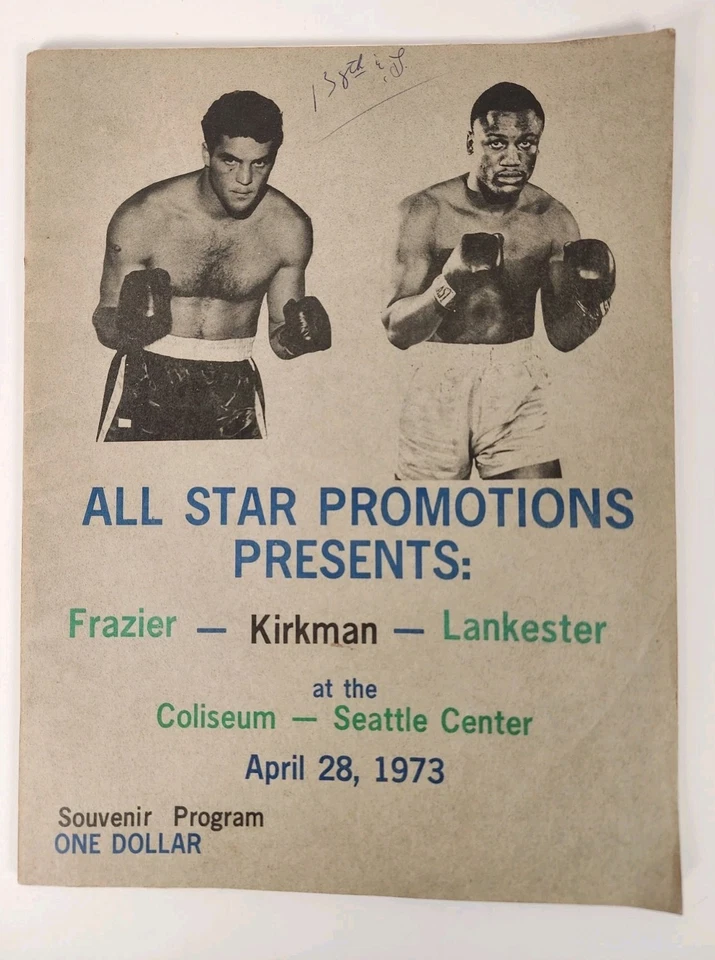 138th &
ALL STAR PROMOTIONS
PRESENTS:
Frazier — Kirkman — Lankester
at the
Coliseum — Seattle Center
April 28, 1973
Souvenir Program
ONE DOLLAR